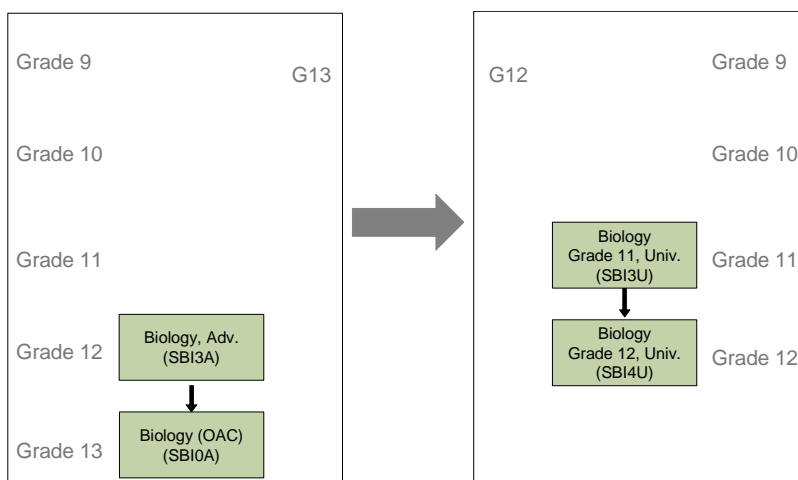 Grade 9
G13
Grade 10
Grade 11
Grade 12
Biology, Adv.
(SBI3A)
Grade 13
Biology (OAC)
(SBI0A)
G12
Grade 9
Grade 10
Biology
Grade 11, Univ.
(SBI3U)
Grade 11
Biology
Grade 12, Univ.
(SBI4U)
Grade 12